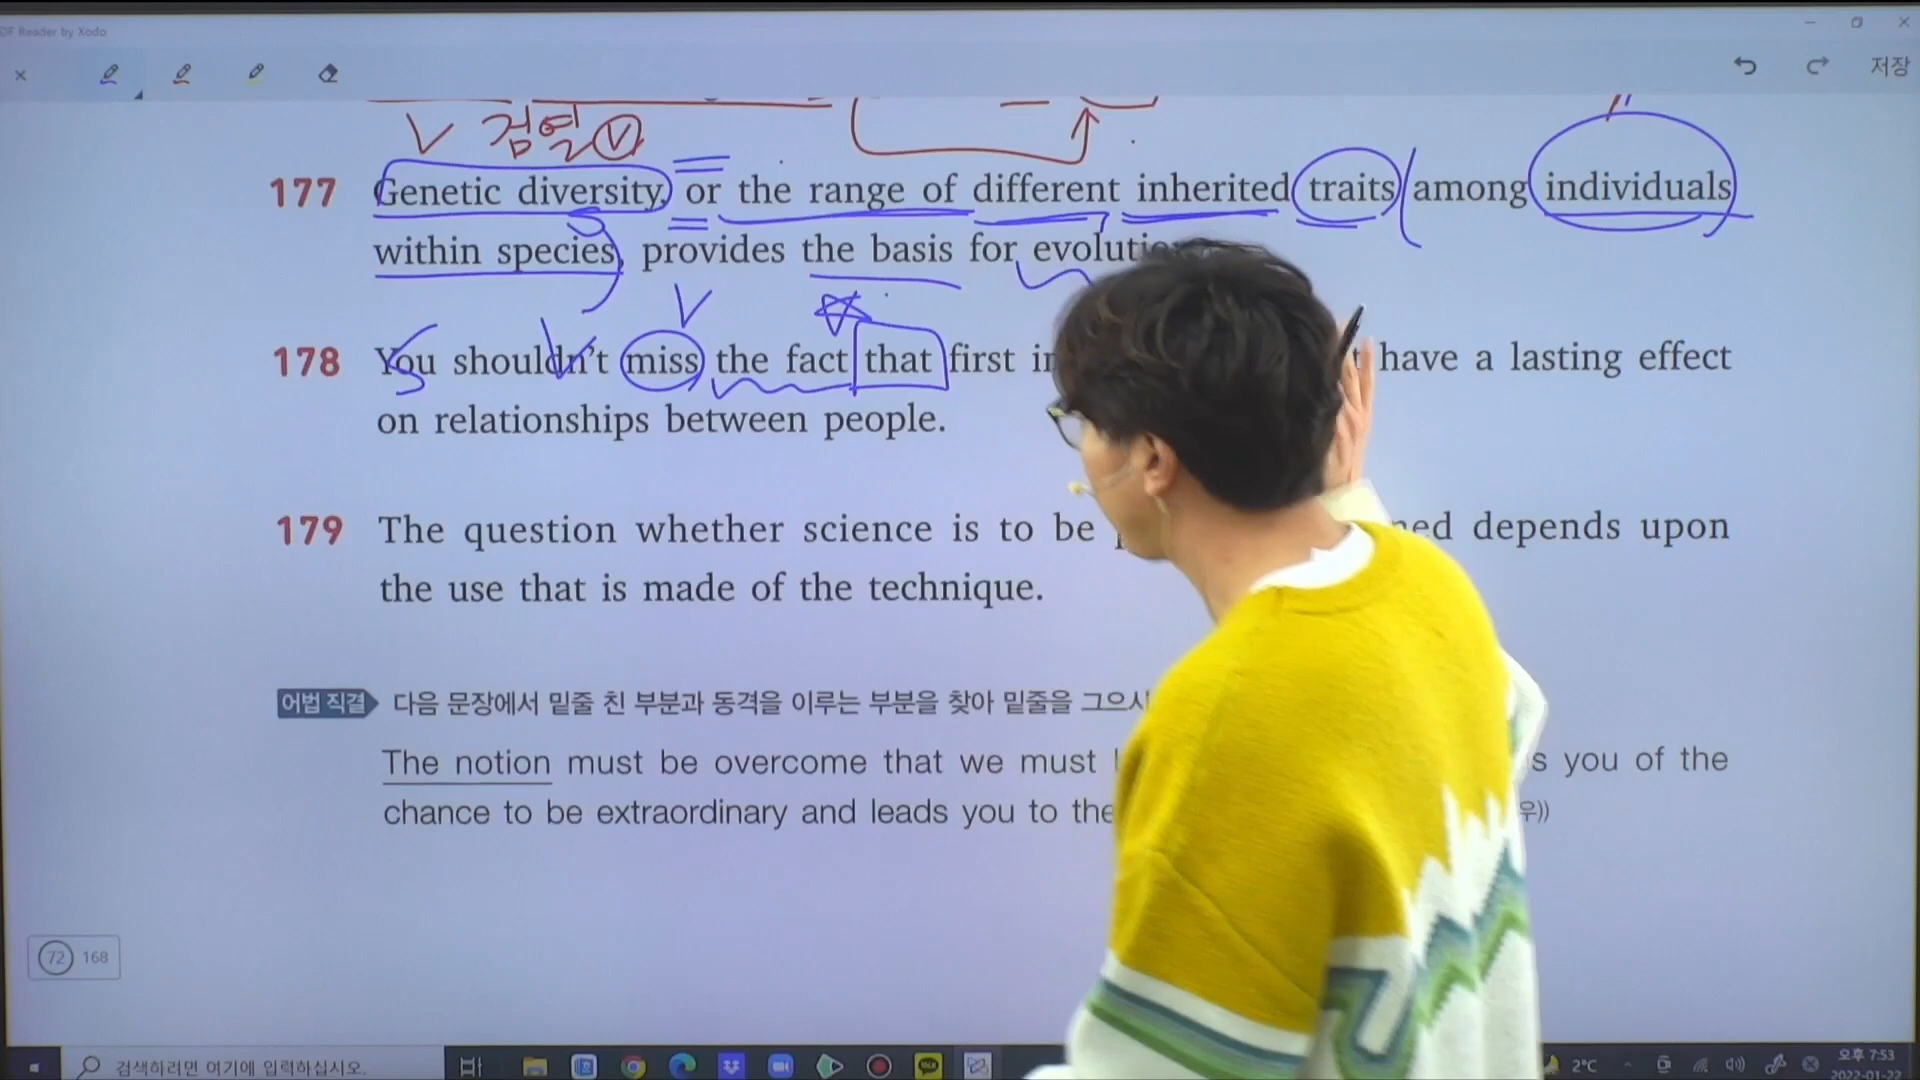 DF Reader by Xodo
저장
V 검열 V
177 Genetic diversity, or the range of different inherited traits among individuals
within species, provides the basis for
V
S V
178 You shouldn't miss the fact that first have a lasting effect
on relationships between people.
179 The question whether science is to be depends upon
the use that is made of the technique.
어법 직결 다음 문장에서 밑줄 친 부분과 동격을 이루는 부분을 찾아 밑줄을
The notion must be overcome that we must you of the
chance to be extraordinary and leads you to the
72 168
검색하려면 여기에 입력하십시오.
2°C
오후 7:53
2022-01-22